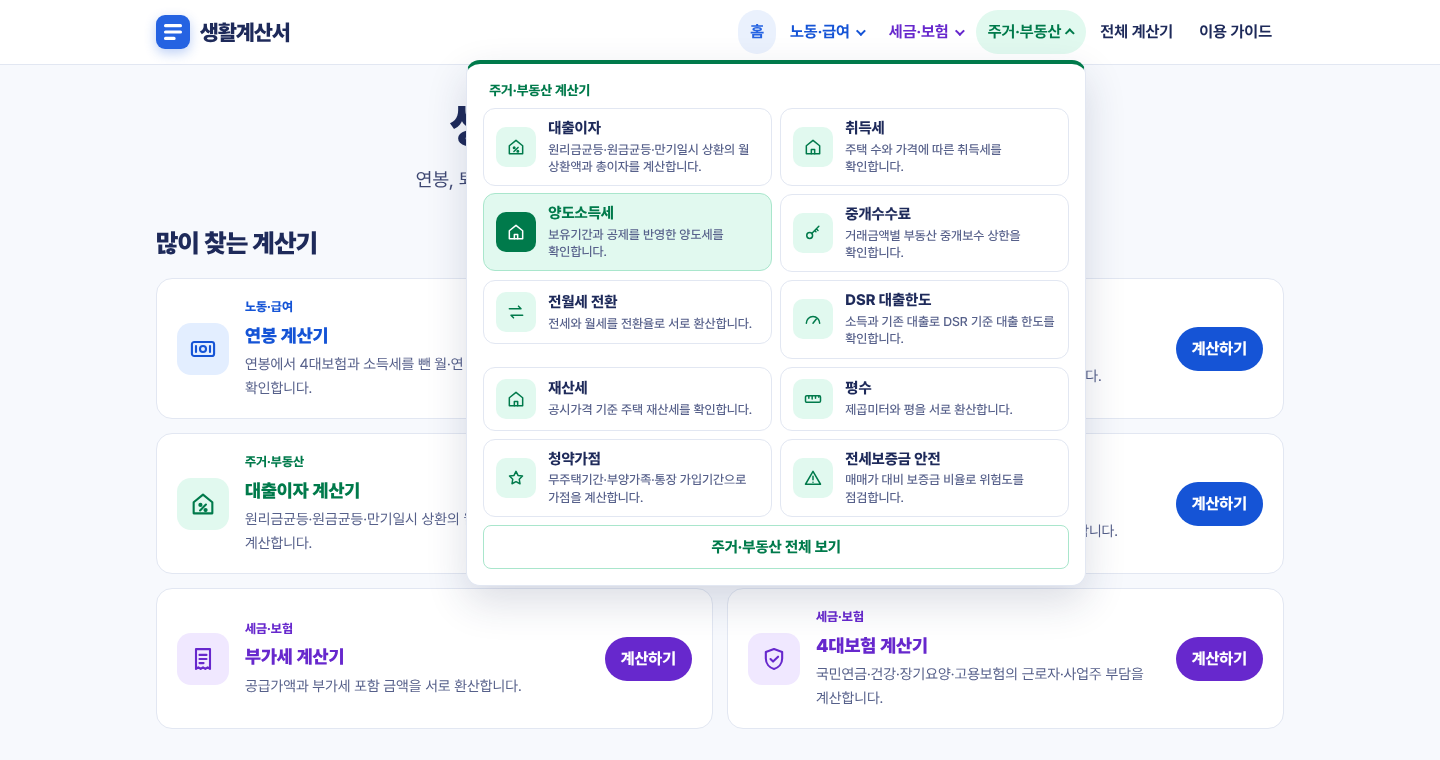 생활계산서
홈
노동·급여
세금·보험
주거·부동산
전체 계산기
이용 가이드
연봉,
주거·부동산 계산기
대출이자
원리금균등·원금균등·만기일시 상환의 월
상환액과 총이자를 계산합니다.
취득세
주택 수와 가격에 따른 취득세를
확인합니다.
양도소득세
보유기간과 공제를 반영한 양도세를
확인합니다.
중개수수료
거래금액별 부동산 중개보수 상한을
확인합니다.
전월세 전환
전세와 월세를 전환율로 서로 환산합니다.
DSR 대출한도
소득과 기존 대출로 DSR 기준 대출 한도를
확인합니다.
재산세
공시가격 기준 주택 재산세를 확인합니다.
평수
제곱미터와 평을 서로 환산합니다.
청약가점
무주택기간·부양가족·통장 가입기간으로
가점을 계산합니다.
전세보증금 안전
매매가 대비 보증금 비율로 위험도를
점검합니다.
주거·부동산 전체 보기
많이 찾는 계산기
노동·급여
연봉 계산기
연봉에서 4대보험과 소득세를 뺀 월·연
확인합니다.
계산하기
주거·부동산
대출이자 계산기
원리금균등·원금균등·만기일시 상환의
계산합니다.
계산하기
세금·보험
부가세 계산기
공급가액과 부가세 포함 금액을 서로 환산합니다.
계산하기
세금·보험
4대보험 계산기
국민연금·건강·장기요양·고용보험의 근로자·사업주 부담을
계산합니다.
계산하기